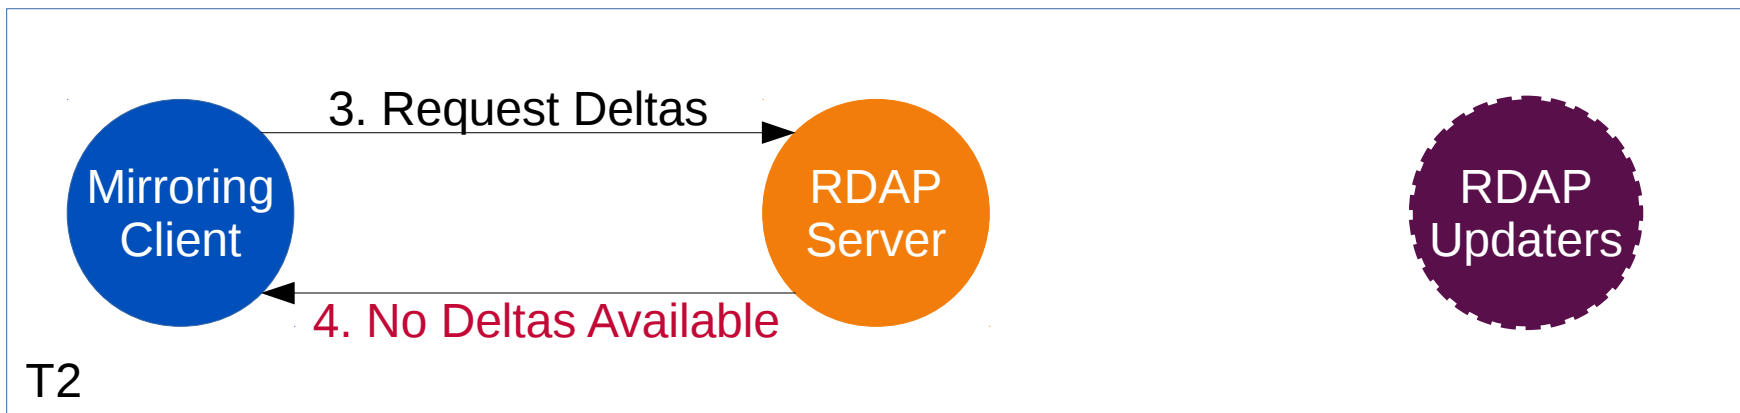 3. Request Deltas
Mirroring
Client
RDAP
Server
RDAP
Updaters
4. No Deltas Available
T2